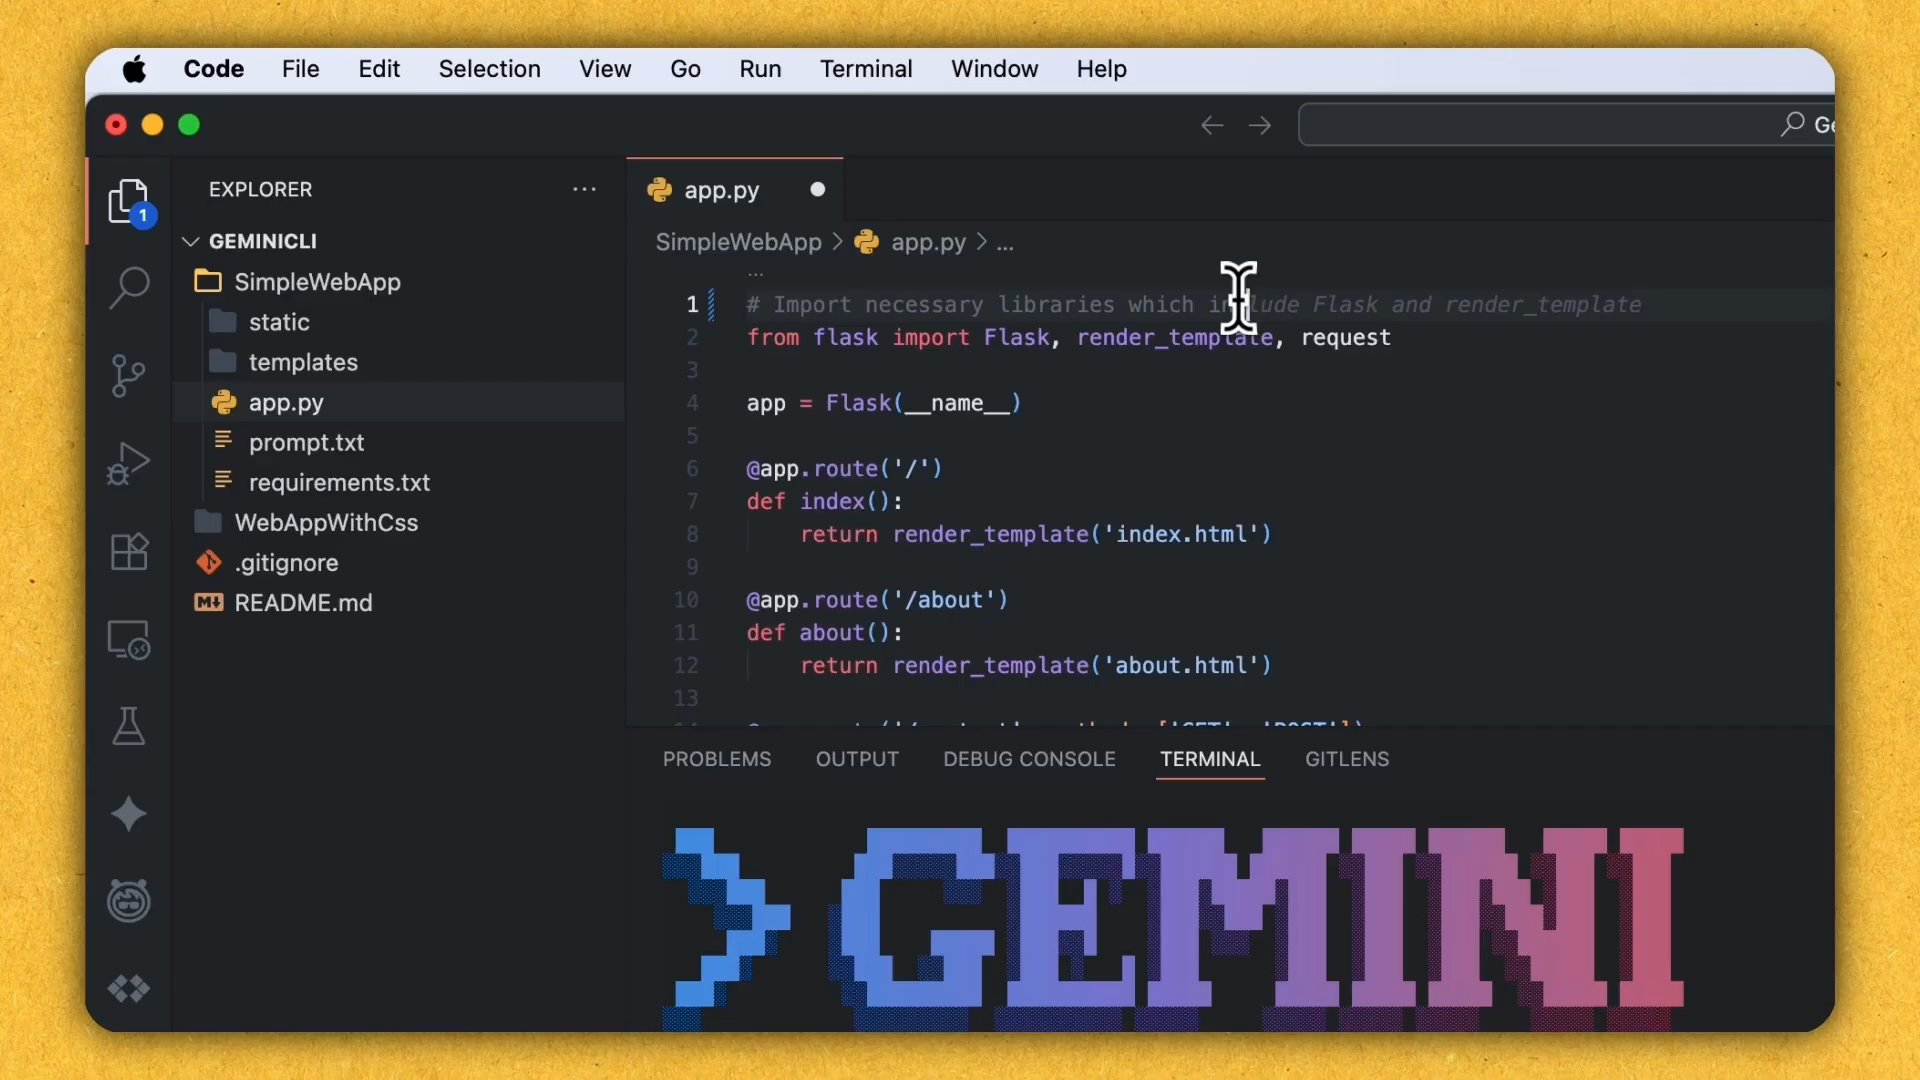 Code File Edit Selection View Go Run Terminal Window Help
Ge
EXPLORER ...
1
GEMINICLI
SimpleWebApp
static
templates
app.py
prompt.txt
requirements.txt
WebAppWithCss
.gitignore
README.md
app.py
SimpleWebApp > app.py > ...
...
1 # Import necessary libraries which include Flask and render_template
2 from flask import Flask, render_template, request
3
4 app = Flask(__name__)
5
6 @app.route('/')
7 def index():
8 return render_template('index.html')
9
10 @app.route('/about')
11 def about():
12 return render_template('about.html')
13
PROBLEMS OUTPUT DEBUG CONSOLE TERMINAL GITLENS
> GEMINI